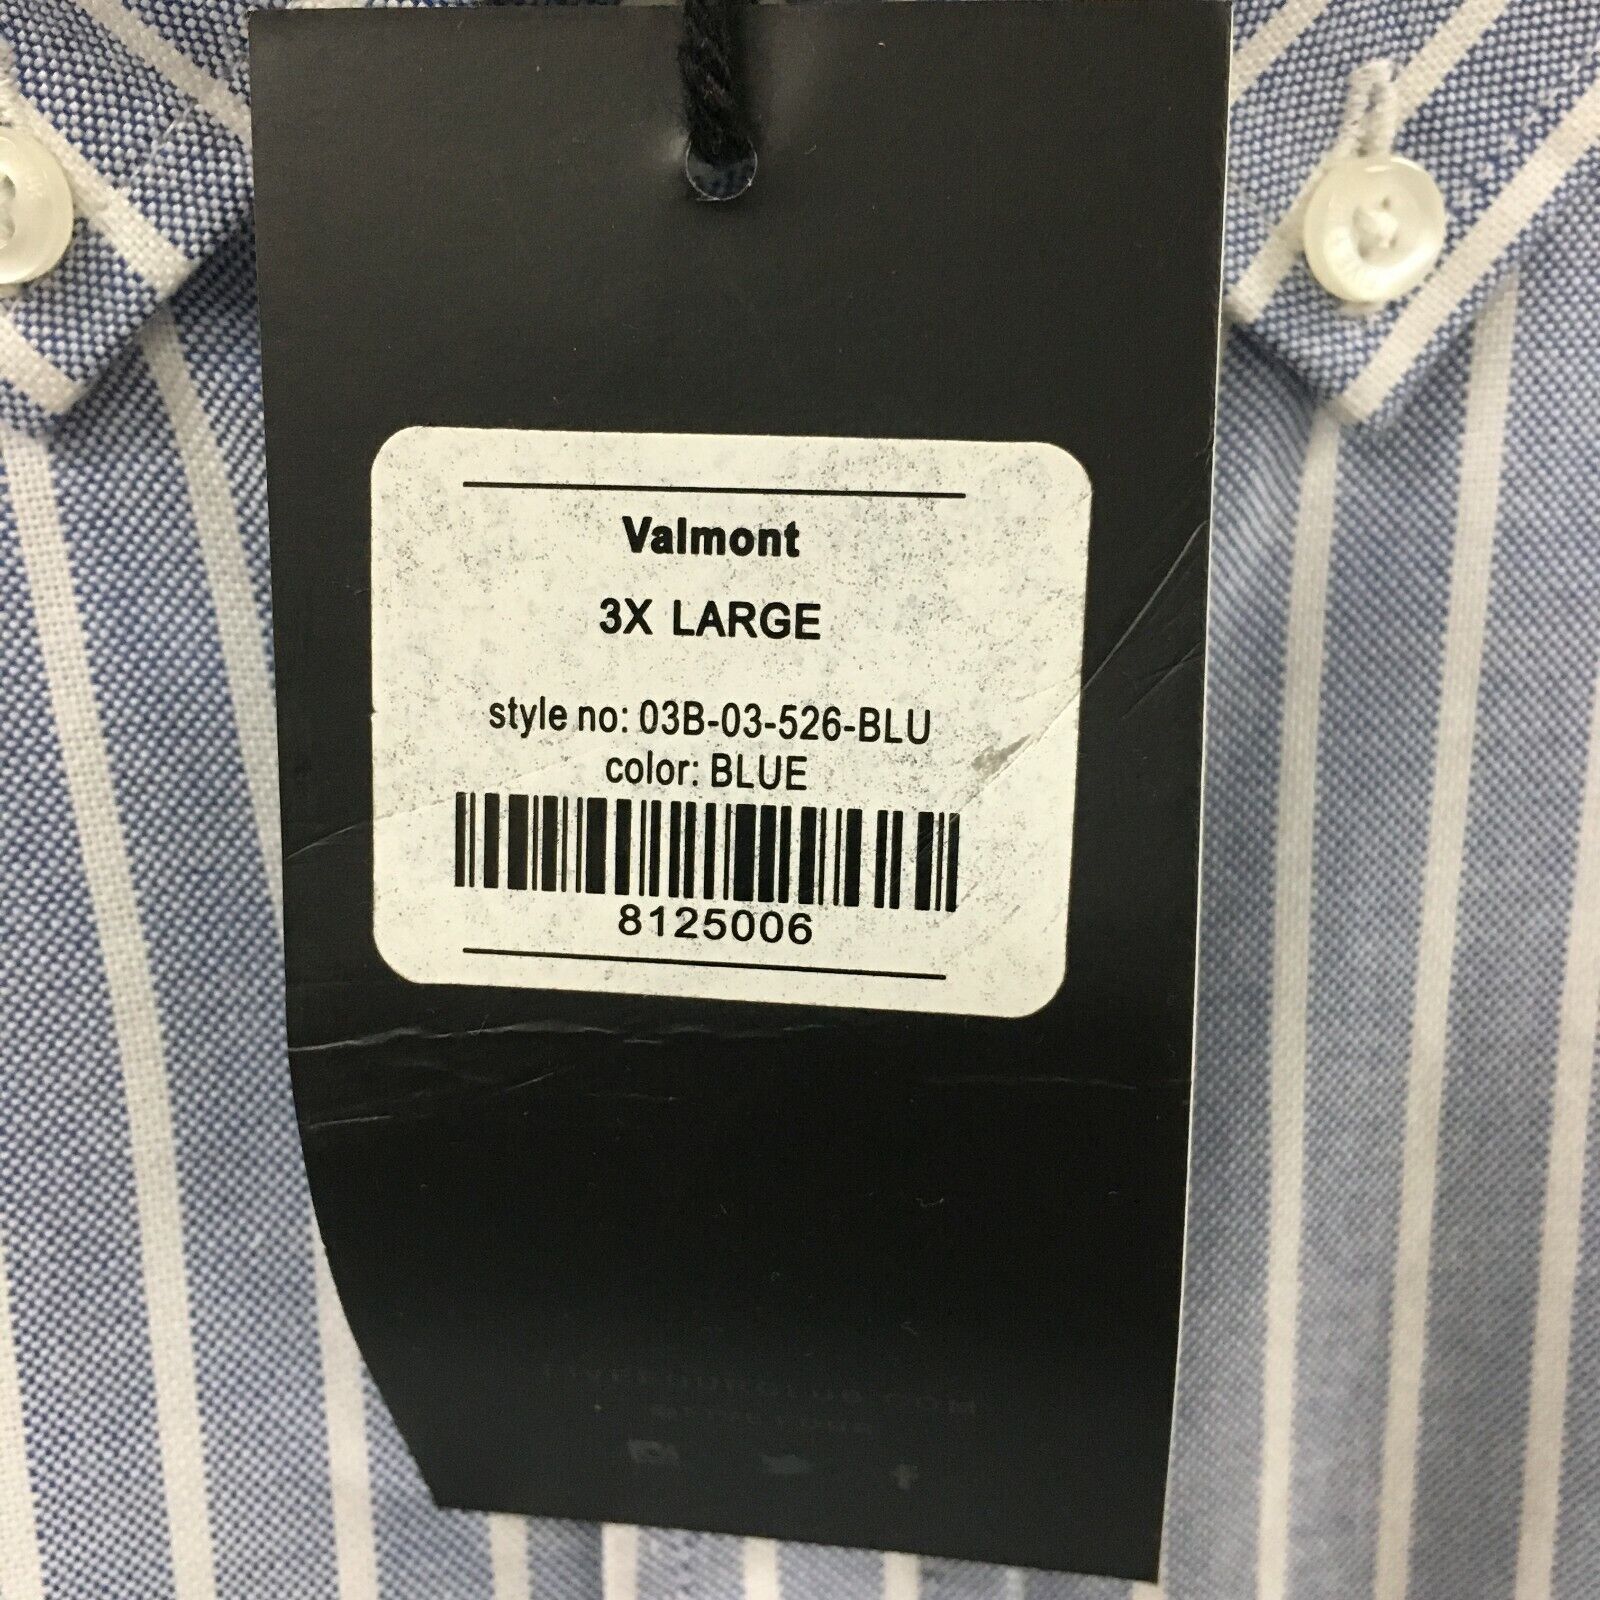 Valmont
3X LARGE
style no: 03B-03-526-BLU
color: BLUE
8125006